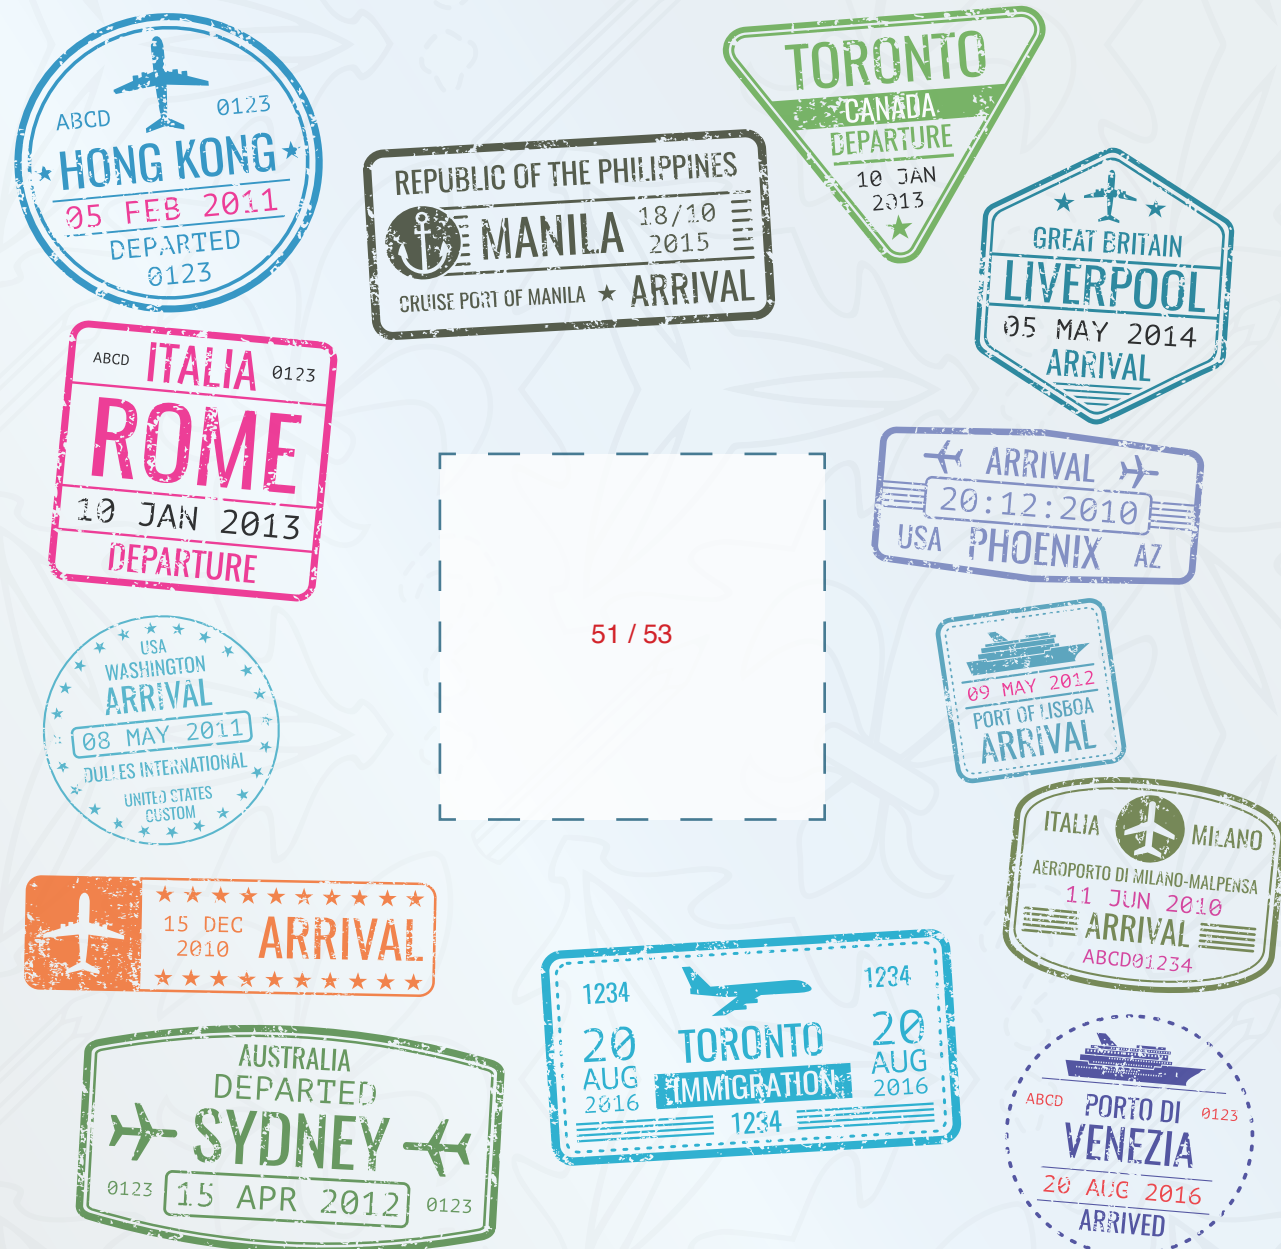 ABCD
0123
HONG KONG
05 FEB 2011
DEPARTED
0123
TORONTO
CANADA
DEPARTURE
10 JAN
2013
REPUBLIC OF THE PHILIPPINES
MANILA
18/10
2015
CRUISE PORT OF MANILA ★ ARRIVAL
GREAT BRITAIN
LIVERPOOL
05 MAY 2014
ARRIVAL
ABCD ITALIA 0123
ROME
10 JAN 2013
DEPARTURE
ARRIVAL
20:12:2010
USA PHOENIX AZ
51 / 53
USA
WASHINGTON
ARRIVAL
08 MAY 2011
DULLES INTERNATIONAL
UNITED STATES
CUSTOM
09 MAY 2012
PORT OF LISBOA
ARRIVAL
ITALIA MILANO
AEROPORTO DI MILANO-MALPENSA
11 JUN 2010
ARRIVAL
ABCD01234
15 DEC
2010
ARRIVAL
1234
1234
20
AUG
2016
TORONTO
IMMIGRATION
1234
20
AUG
2016
AUSTRALIA
DEPARTED
SYDNEY
0123 15 APR 2012 0123
ABCD PORTO DI 0123
VENEZIA
20 AUG 2016
ARRIVED